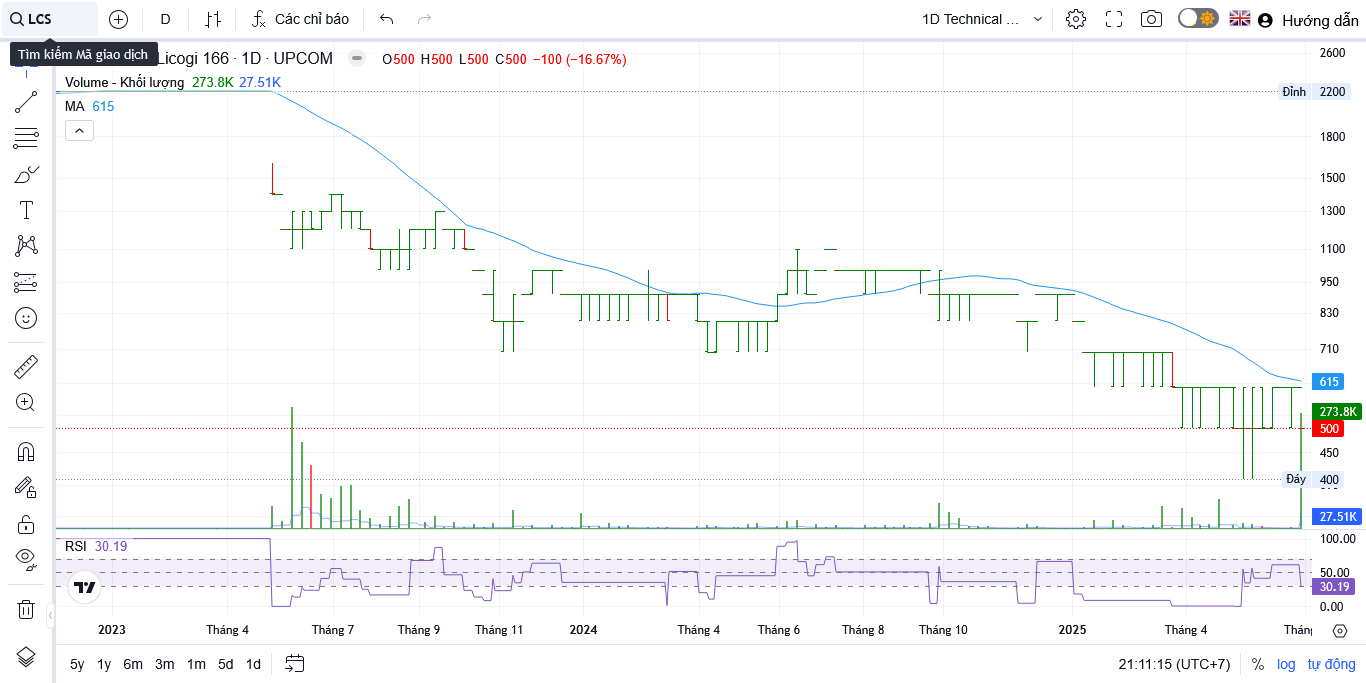 LCS
D
Các chỉ báo
1D Technical ...
Hướng dẫn
Tìm kiếm Mã giao dịch
Licogi 166 · 1D · UPCOM
O500 H500 L500 C500 −100 (−16.67%)
Volume - Khối lượng 273.8K 27.51K
MA 615
2600
Đỉnh 2200
1800
1500
1300
1100
950
830
710
615
273.8K
500
450
Đáy 400
27.51K
RSI 30.19
100.00
50.00
30.19
0.00
2023 Tháng 4 Tháng 7 Tháng 9 Tháng 11 2024 Tháng 4 Tháng 6 Tháng 8 Tháng 10 2025 Tháng 4 Thán
5y 1y 6m 3m 1m 5d 1d
21:11:15 (UTC+7) % log tự động